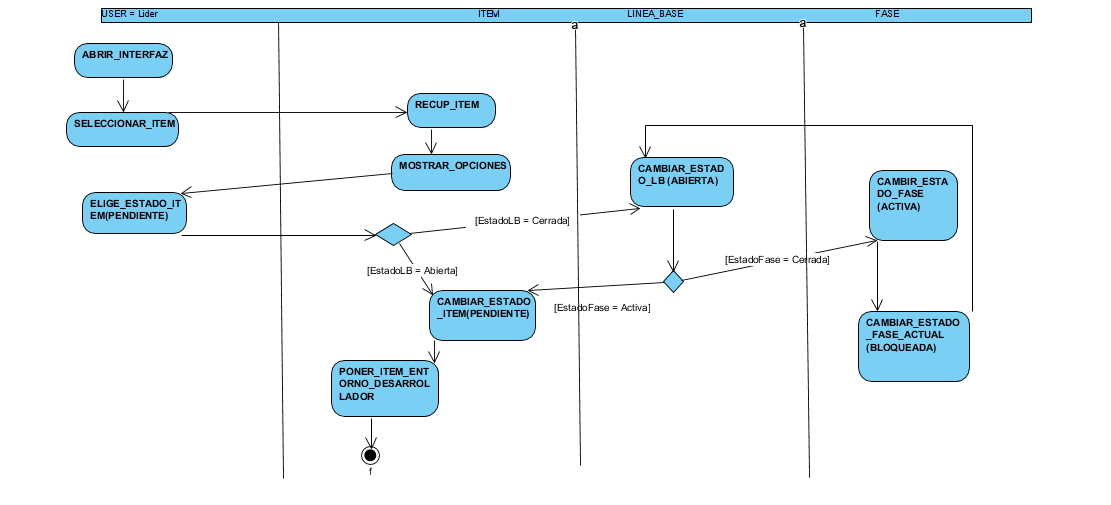 USER = Lider
ITEM
LINEA_BASE
FASE
a
a
ABRIR_INTERFAZ
SELECCIONAR_ITEM
RECUP_ITEM
MOSTRAR_OPCIONES
ELIGE_ESTADO_IT
EM(PENDIENTE)
CAMBIAR_ESTAD
O_LB (ABIERTA)
CAMBIR_ESTA
DO_FASE
(ACTIVA)
[EstadoLB = Cerrada]
[EstadoFase = Cerrada]
[EstadoLB = Abierta]
CAMBIAR_ESTADO
_ITEM(PENDIENTE)
[EstadoFase = Activa]
CAMBIAR_ESTADO
_FASE_ACTUAL
(BLOQUEADA)
PONER_ITEM_ENT
ORNO_DESARROL
LADOR
f